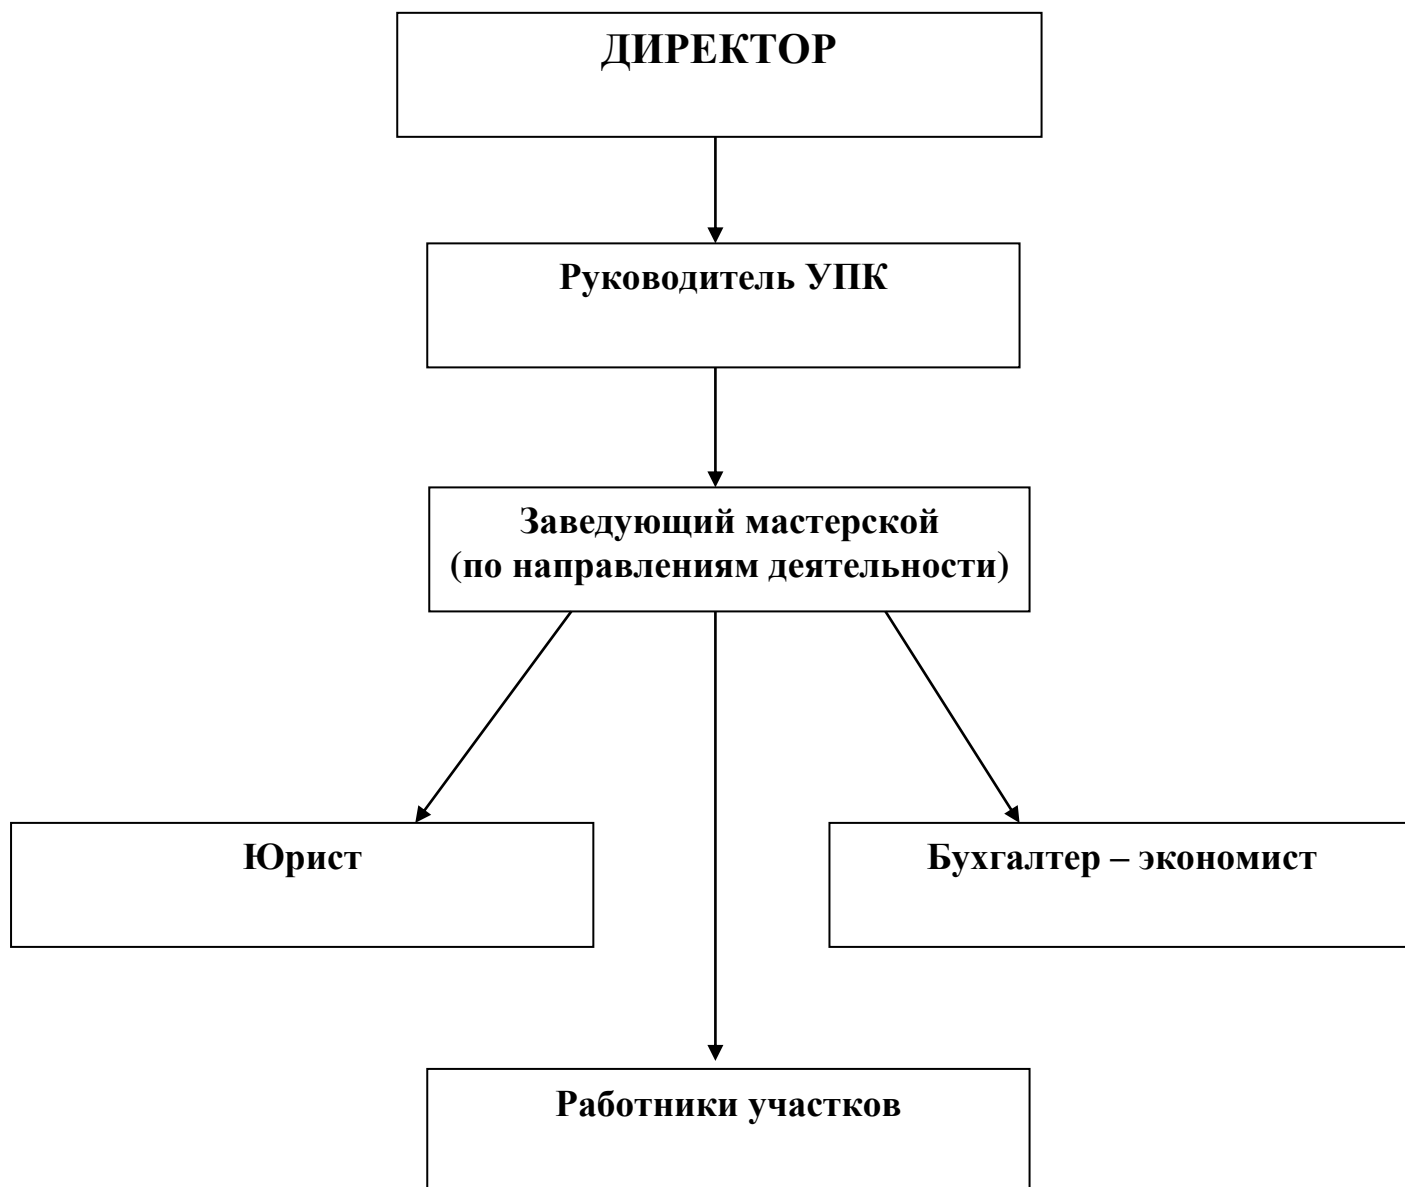 ДИРЕКТОР
Руководитель УПК
Заведующий мастерской
(по направлениям деятельности)
Юрист
Бухгалтер – экономист
Работники участков